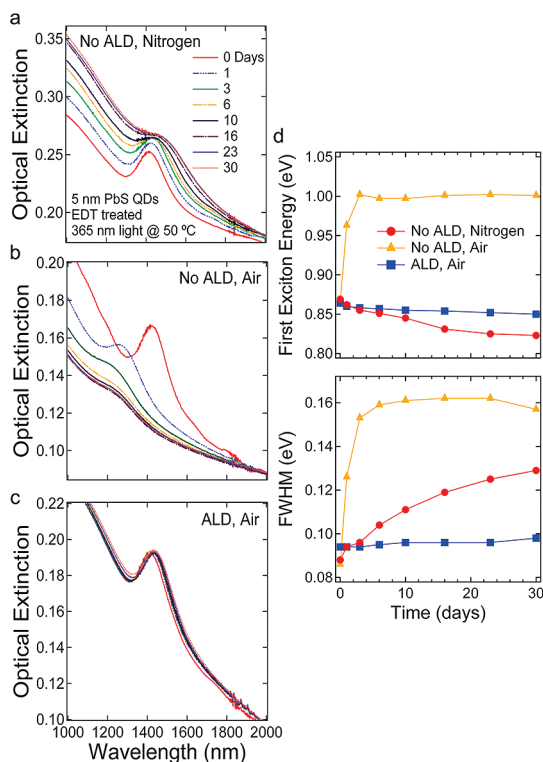 a
No ALD, Nitrogen
0 Days
1
3
6
10
16
23
30
5 nm PbS QDs
EDT treated
365 nm light @ 50 ºC
0.35
0.30
0.25
0.20
Optical Extinction
b
No ALD, Air
0.20
0.18
0.16
0.14
0.12
0.10
Optical Extinction
c
ALD, Air
0.22
0.20
0.18
0.16
0.14
0.12
0.10
Optical Extinction
1000 1200 1400 1600 1800 2000
Wavelength (nm)
d
1.05
1.00
0.95
0.90
0.85
0.80
First Exciton Energy (eV)
No ALD, Nitrogen
No ALD, Air
ALD, Air
0.16
0.14
0.12
0.10
0.08
FWHM (eV)
0 10 20 30
Time (days)